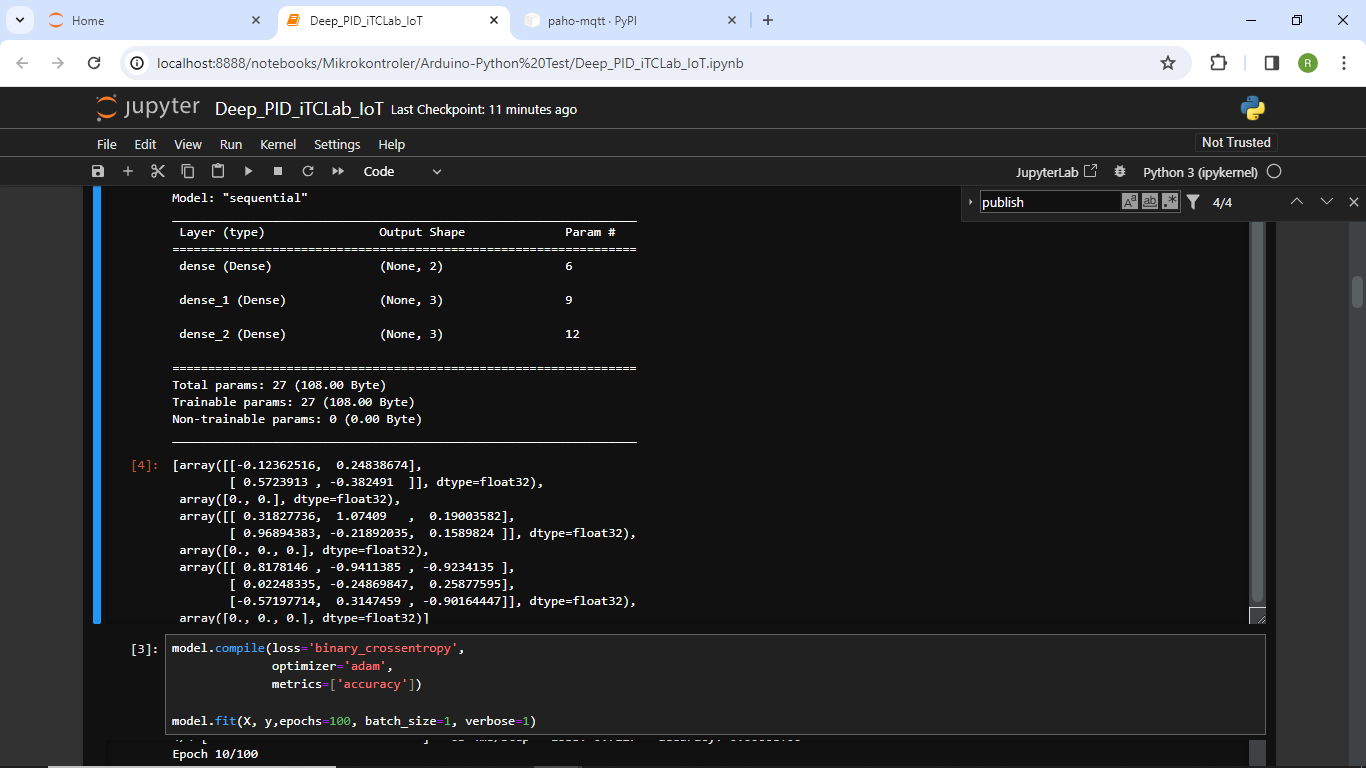 Home
Deep_PID_iTCLab_IoT
paho-mqtt · PyPI
localhost:8888/notebooks/Mikrokontroler/Arduino-Python%20Test/Deep_PID_iTCLab_IoT.ipynb
R
jupyter Deep_PID_iTCLab_IoT Last Checkpoint: 11 minutes ago
File Edit View Run Kernel Settings Help
Not Trusted
Code
JupyterLab
Python 3 (ipykernel)
publish
Aa ab .* 4/4
Model: "sequential"
_________________________________________________________________
Layer (type) Output Shape Param #
=================================================================
dense (Dense) (None, 2) 6
dense_1 (Dense) (None, 3) 9
dense_2 (Dense) (None, 3) 12
=================================================================
Total params: 27 (108.00 Byte)
Trainable params: 27 (108.00 Byte)
Non-trainable params: 0 (0.00 Byte)
_________________________________________________________________
[4]: [array([[-0.12362516, 0.24838674],
[ 0.5723913 , -0.382491 ]], dtype=float32),
array([0., 0.], dtype=float32),
array([[ 0.31827736, 1.07409 , 0.19003582],
[ 0.96894383, -0.21892035, 0.1589824 ]], dtype=float32),
array([0., 0., 0.], dtype=float32),
array([[ 0.8178146 , -0.9411385 , -0.9234135 ],
[ 0.02248335, -0.24869847, 0.25877595],
[-0.57197714, 0.3147459 , -0.90164447]], dtype=float32),
array([0., 0., 0.], dtype=float32)]
[3]: model.compile(loss='binary_crossentropy',
optimizer='adam',
metrics=['accuracy'])
model.fit(X, y,epochs=100, batch_size=1, verbose=1)
Epoch 10/100